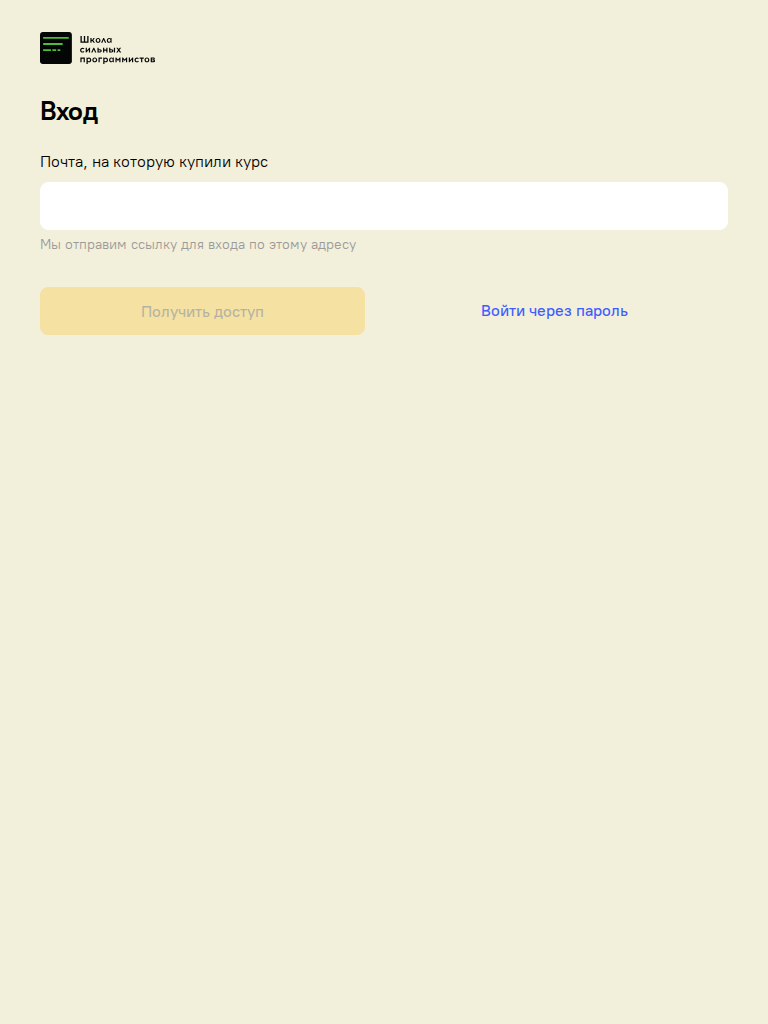 Школа
сильных
программистов
Вход
Почта, на которую купили курс
Мы отправим ссылку для входа по этому адресу
Получить доступ
Войти через пароль